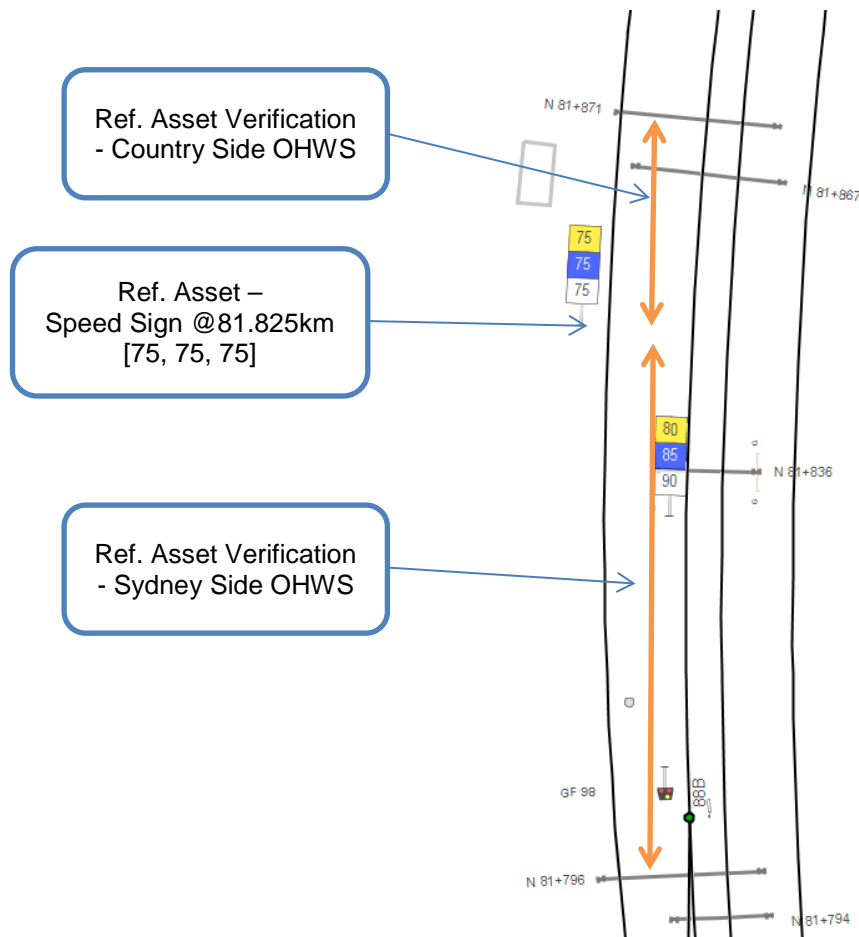 N 81+871
Ref. Asset Verification
- Country Side OHWS
N 81+867
75
75
75
Ref. Asset –
Speed Sign @81.825km
[75, 75, 75]
80
85
90
G
N 81+836
G
Ref. Asset Verification
- Sydney Side OHWS
GF 98
88B
N 81+796
N 81+794